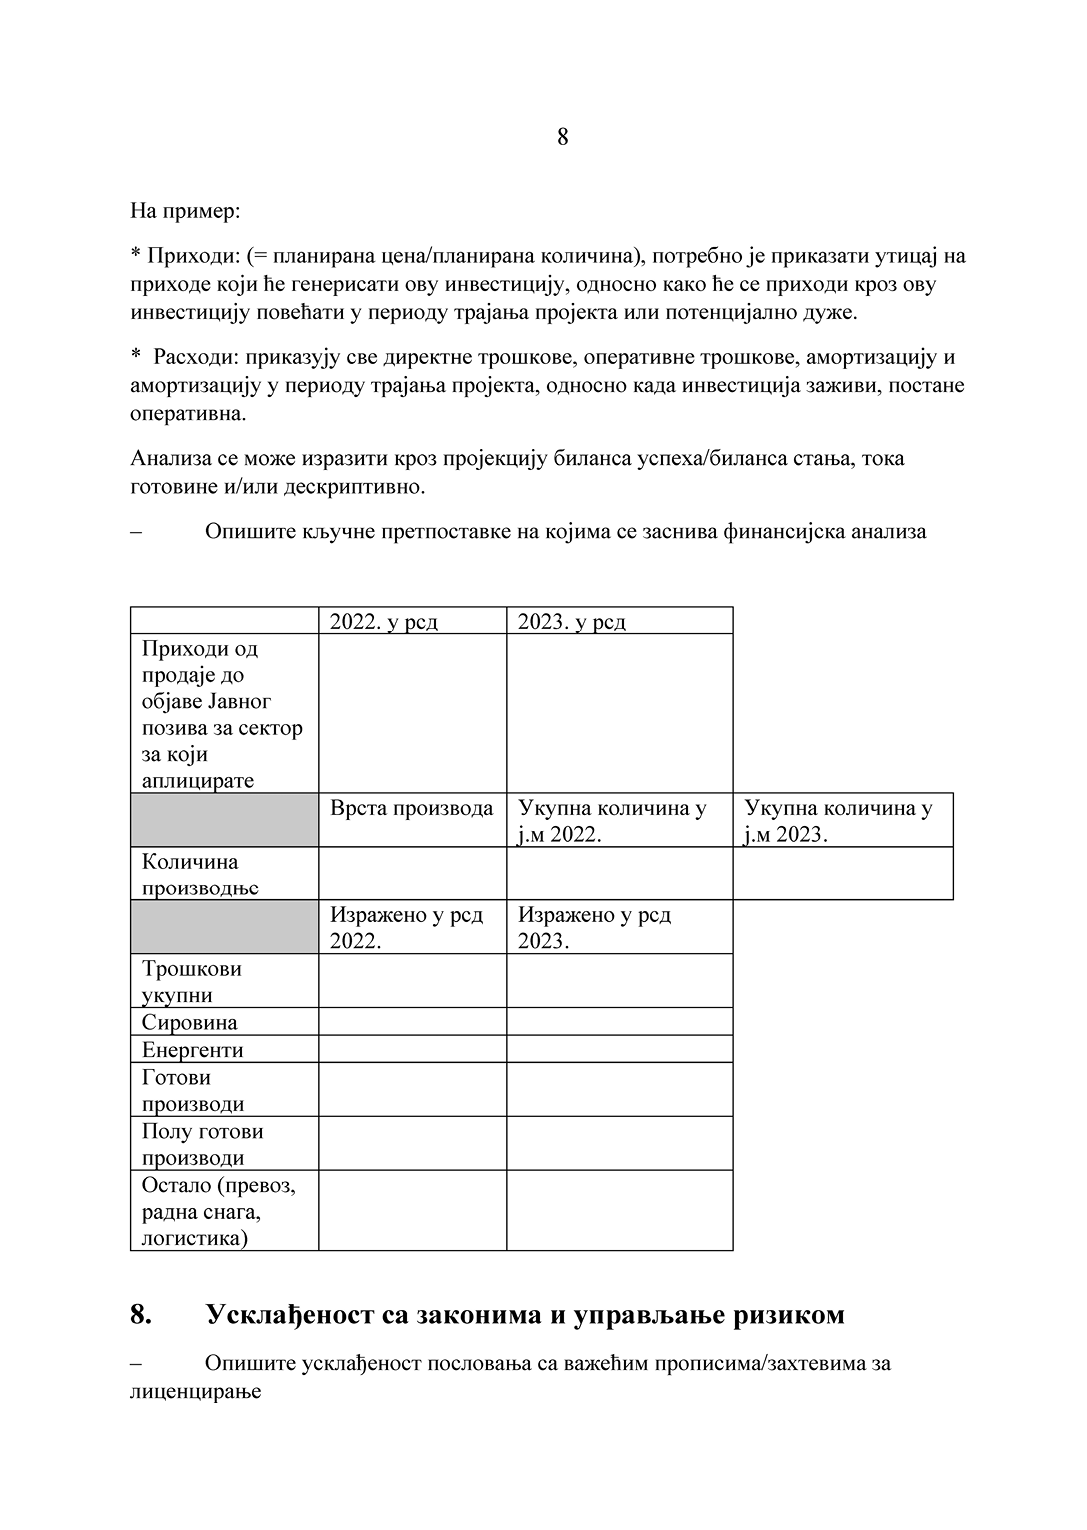 8
На пример:
* Приходи: (= планирана цена/планирана количина), потребно је приказати утицај на
приходе који ће генерисати ову инвестицију, односно како ће се приходи кроз ову
инвестицију повећати у периоду трајања пројекта или потенцијално дуже.
* Расходи: приказују све директне трошкове, оперативне трошкове, амортизацију и
амортизацију у периоду трајања пројекта, односно када инвестиција заживи, постане
оперативна.
Анализа се може изразити кроз пројекцију биланса успеха/биланса стања, тока
готовине и/или дескриптивно.
– Опишите кључне претпоставке на којима се заснива финансијска анализа
2022. у рсд 2023. у рсд
Приходи од
продаје до
објаве Јавног
позива за сектор
за који
аплицирате
Врста производа Укупна количина у Укупна количина у
ј.м 2022. ј.м 2023.
Количина
производње
Изражено у рсд Изражено у рсд
2022. 2023.
Трошкови
укупни
Сировина
Енергенти
Готови
производи
Полу готови
производи
Остало (превоз,
радна снага,
логистика)
8. Усклађеност са законима и управљање ризиком
– Опишите усклађеност пословања са важећим прописима/захтевима за
лиценцирање